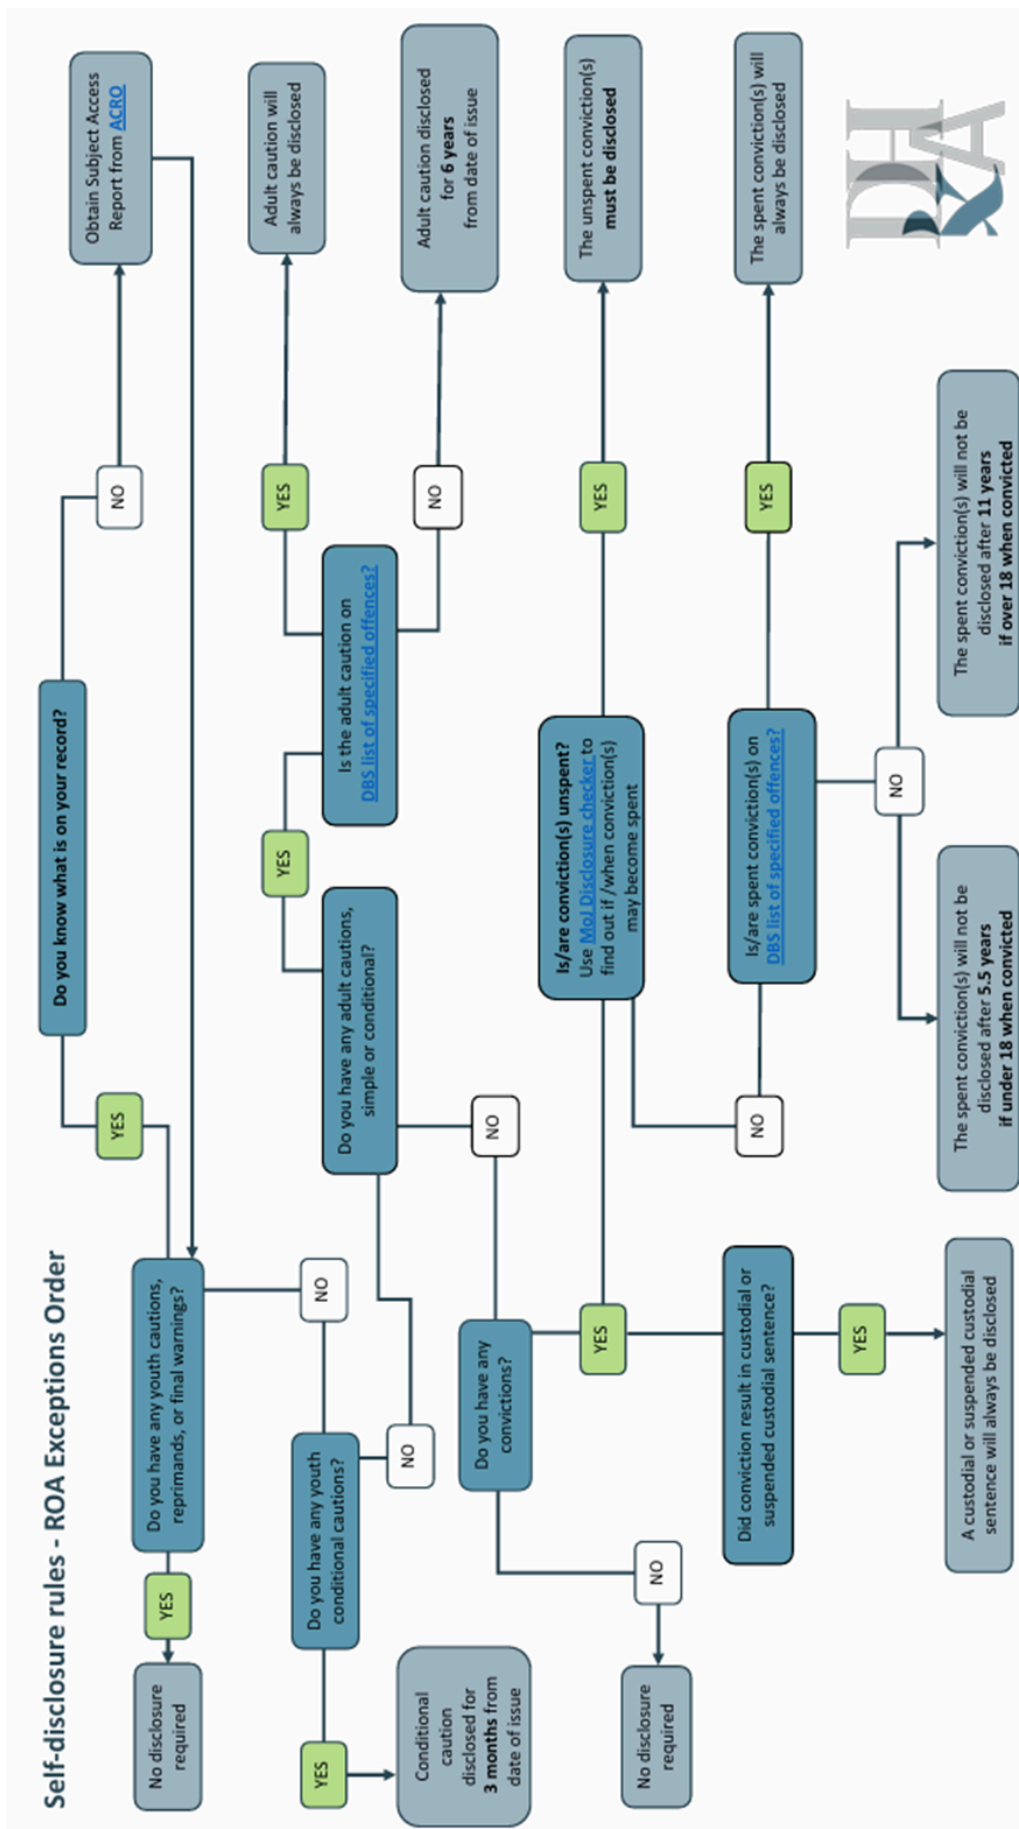 Self-disclosure rules - ROA Exceptions Order
Do you know what is on your record?
YES
NO
Obtain Subject Access
Report from ACRO
Do you have any youth cautions,
reprimands, or final warnings?
YES
No disclosure
required
NO
Do you have any youth
conditional cautions?
YES
Conditional
caution
disclosed for
3 months from
date of issue
NO
Do you have any adult cautions,
simple or conditional?
YES
Is the adult caution on
DBS list of specified offences?
YES
Adult caution will
always be disclosed
NO
Adult caution disclosed
for 6 years
from date of issue
NO
Do you have any
convictions?
NO
No disclosure
required
YES
Is/are conviction(s) unspent?
Use MoJ Disclosure checker to
find out if /when conviction(s)
may become spent
YES
The unspent conviction(s)
must be disclosed
NO
Did conviction result in custodial or
suspended custodial sentence?
YES
A custodial or suspended custodial
sentence will always be disclosed
Is/are spent conviction(s) on
DBS list of specified offences?
YES
The spent conviction(s) will
always be disclosed
NO
The spent conviction(s) will not be
disclosed after 5.5 years
if under 18 when convicted
The spent conviction(s) will not be
disclosed after 11 years
if over 18 when convicted